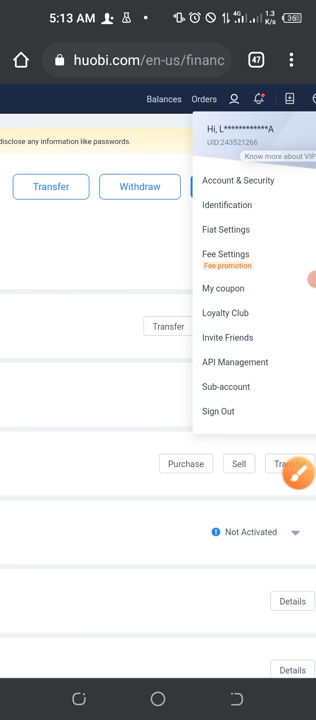 5:13 AM
4G
1.3
K/s
36
huobi.com/en-us/financ
47
Balances Orders
disclose any information like passwords.
Hi, L************A
UID:243521266
Know more about VIP
Transfer Withdraw
Account & Security
Identification
Fiat Settings
Fee Settings
Fee promotion
My coupon
Loyalty Club
Transfer
Invite Friends
API Management
Sub-account
Sign Out
Purchase Sell
Not Activated
Details
Details